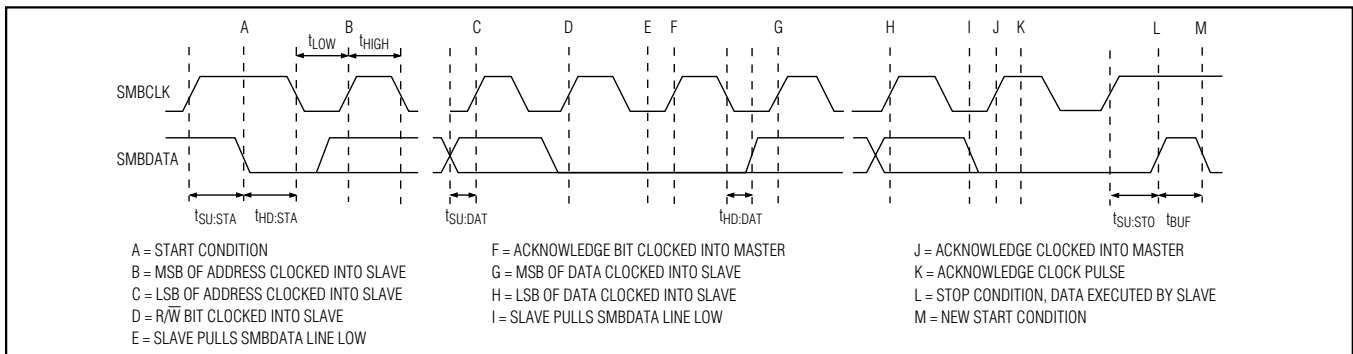 A B C D E F G H I J K L M
tLOW tHIGH
SMBCLK
SMBDATA
tSU:STA tHD:STA tSU:DAT tHD:DAT tSU:STO tBUF
A = START CONDITION
B = MSB OF ADDRESS CLOCKED INTO SLAVE
C = LSB OF ADDRESS CLOCKED INTO SLAVE
D = R/W̅ BIT CLOCKED INTO SLAVE
E = SLAVE PULLS SMBDATA LINE LOW
F = ACKNOWLEDGE BIT CLOCKED INTO MASTER
G = MSB OF DATA CLOCKED INTO SLAVE
H = LSB OF DATA CLOCKED INTO SLAVE
I = SLAVE PULLS SMBDATA LINE LOW
J = ACKNOWLEDGE CLOCKED INTO MASTER
K = ACKNOWLEDGE CLOCK PULSE
L = STOP CONDITION, DATA EXECUTED BY SLAVE
M = NEW START CONDITION